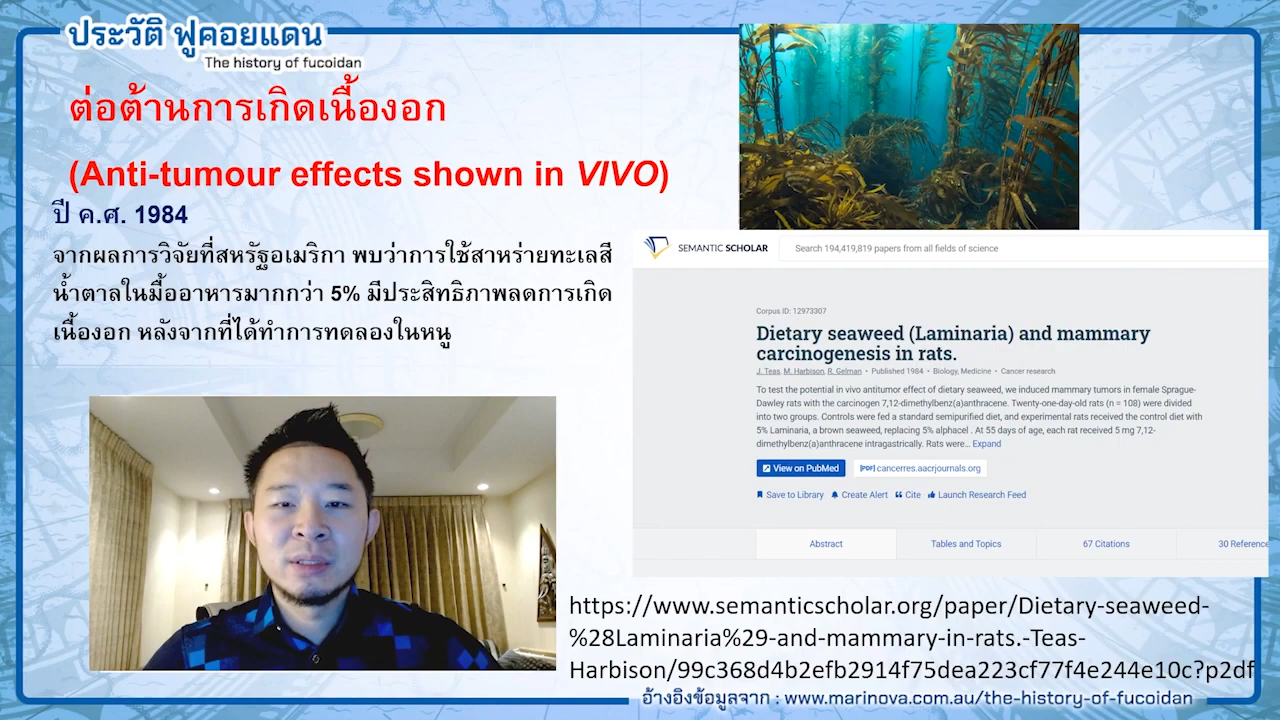 ประวัติ ฟูคอยแดน
The history of fucoidan
ต่อต้านการเกิดเนื้องอก
(Anti-tumour effects shown in VIVO)
ปี ค.ศ. 1984
จากผลการวิจัยที่สหรัฐอเมริกา พบว่าการใช้สาหร่ายทะเลสี
น้ำตาลในมื้ออาหารมากกว่า 5% มีประสิทธิภาพลดการเกิด
เนื้องอก หลังจากที่ได้ทำการทดลองในหนู
SEMANTIC SCHOLAR
Search 194,419,819 papers from all fields of science
Corpus ID: 12973307
Dietary seaweed (Laminaria) and mammary
carcinogenesis in rats.
J. Teas, M. Harbison, R. Gelman • Published 1984 • Biology, Medicine • Cancer research
To test the potential in vivo antitumor effect of dietary seaweed, we induced mammary tumors in female Sprague-
Dawley rats with the carcinogen 7,12-dimethylbenz(a)anthracene. Twenty-one-day-old rats (n = 108) were divided
into two groups. Controls were fed a standard semipurified diet, and experimental rats received the control diet with
5% Laminaria, a brown seaweed, replacing 5% alphacel . At 55 days of age, each rat received 5 mg 7,12-
dimethylbenz(a)anthracene intragastrically. Rats were... Expand
View on PubMed
[PDF] cancerres.aacrjournals.org
Save to Library Create Alert Cite Launch Research Feed
Abstract
Tables and Topics
67 Citations
30 Reference
https://www.semanticscholar.org/paper/Dietary-seaweed-
%28Laminaria%29-and-mammary-in-rats.-Teas-
Harbison/99c368d4b2efb2914f75dea223cf77f4e244e10c?p2df
อ้างอิงข้อมูลจาก : www.marinova.com.au/the-history-of-fucoidan